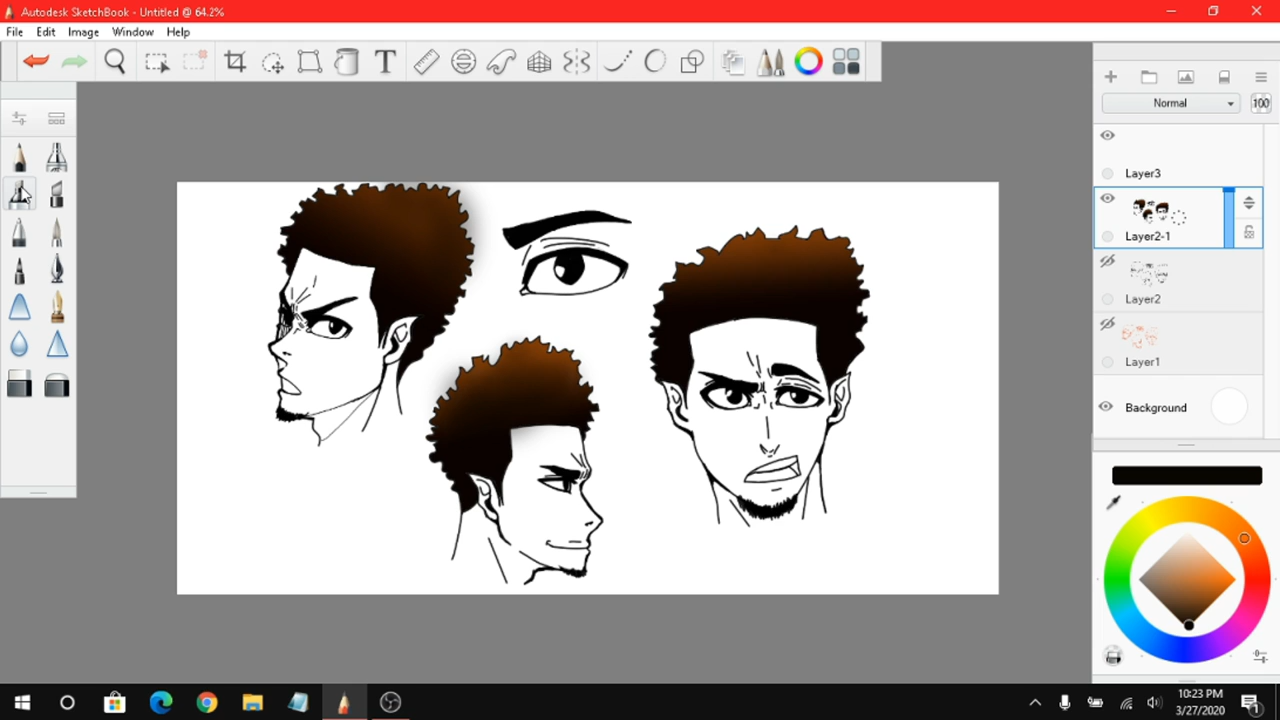 Autodesk SketchBook - Untitled @ 64.2%
File Edit Image Window Help
T
Normal 100
Layer3
Layer2-1
Layer2
Layer1
Background
10:23 PM
3/27/2020
1